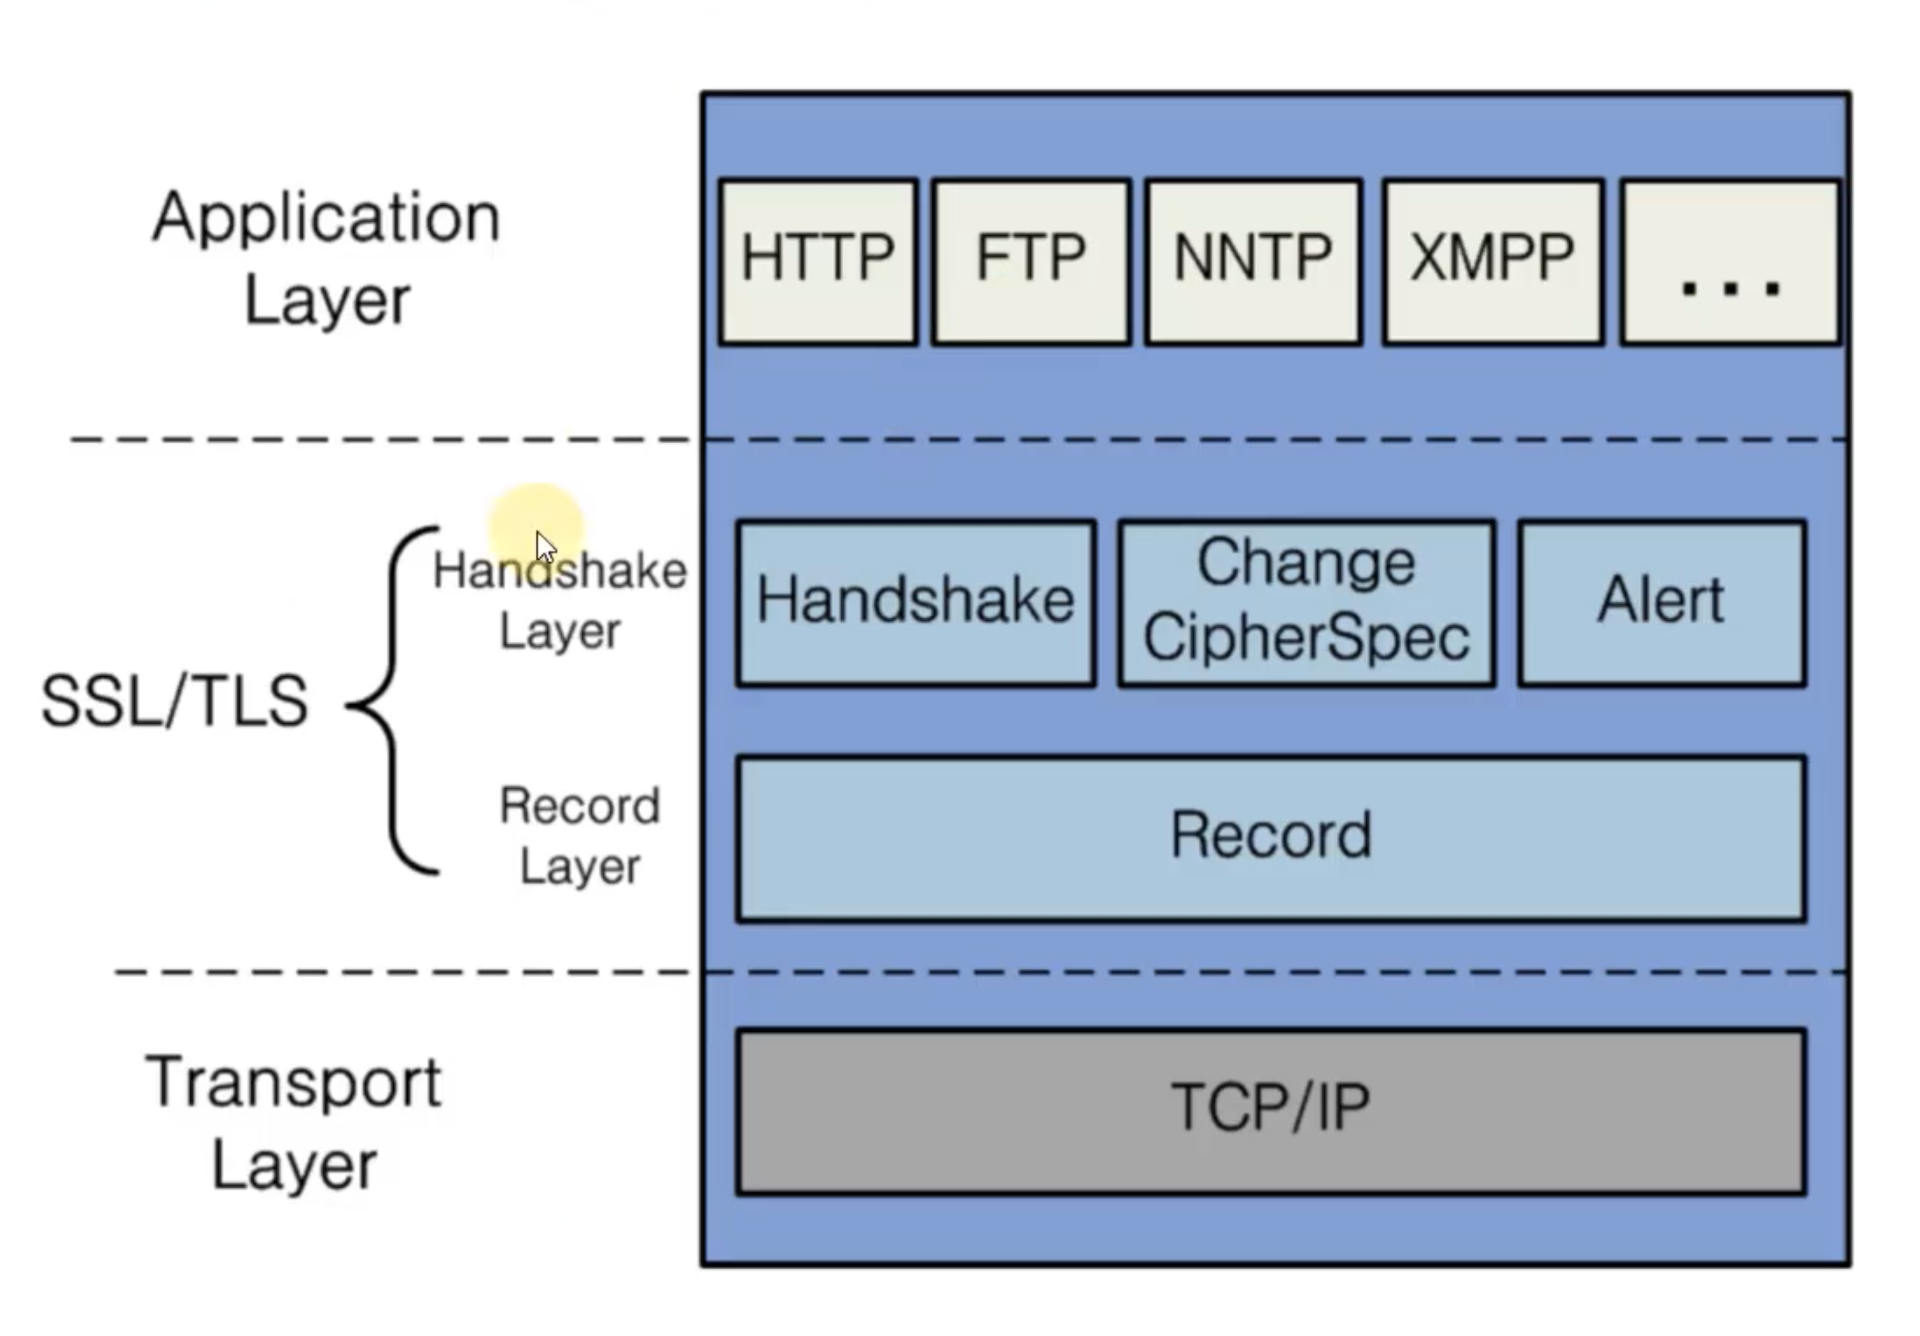 Application
Layer
HTTP
FTP
NNTP
XMPP
...
SSL/TLS
Handshake
Layer
Handshake
Change
CipherSpec
Alert
Record
Layer
Record
Transport
Layer
TCP/IP